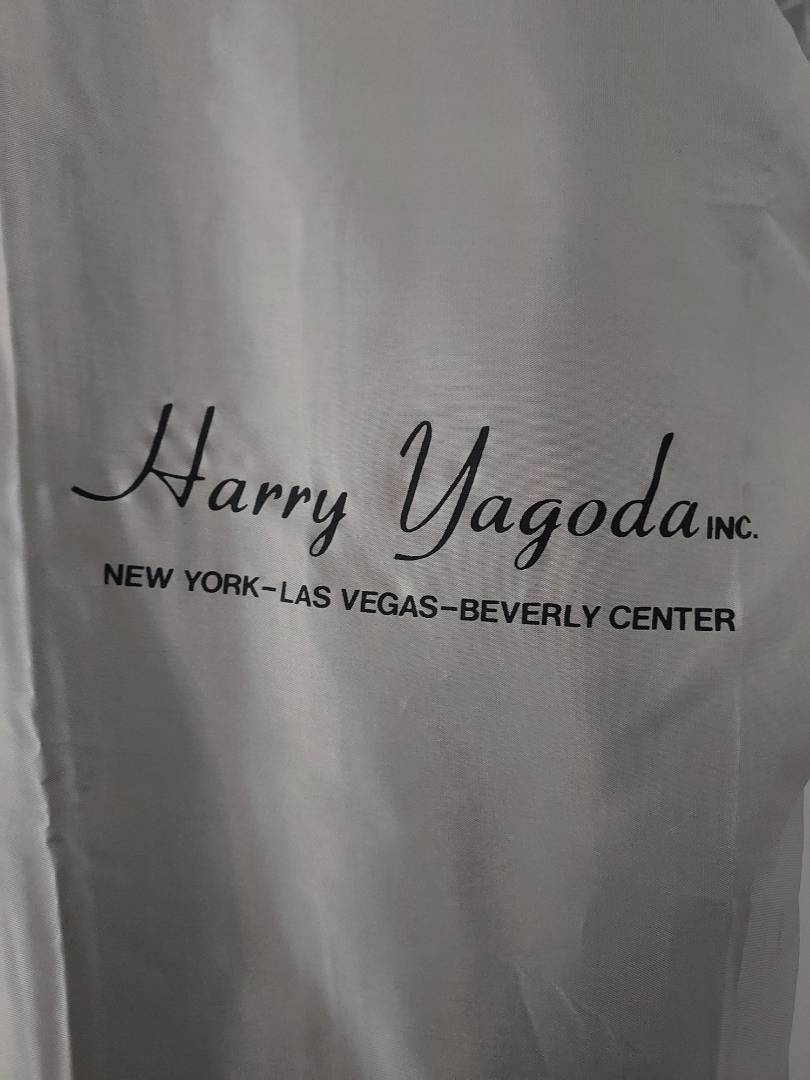 Harry Yagoda INC.
NEW YORK-LAS VEGAS-BEVERLY CENTER